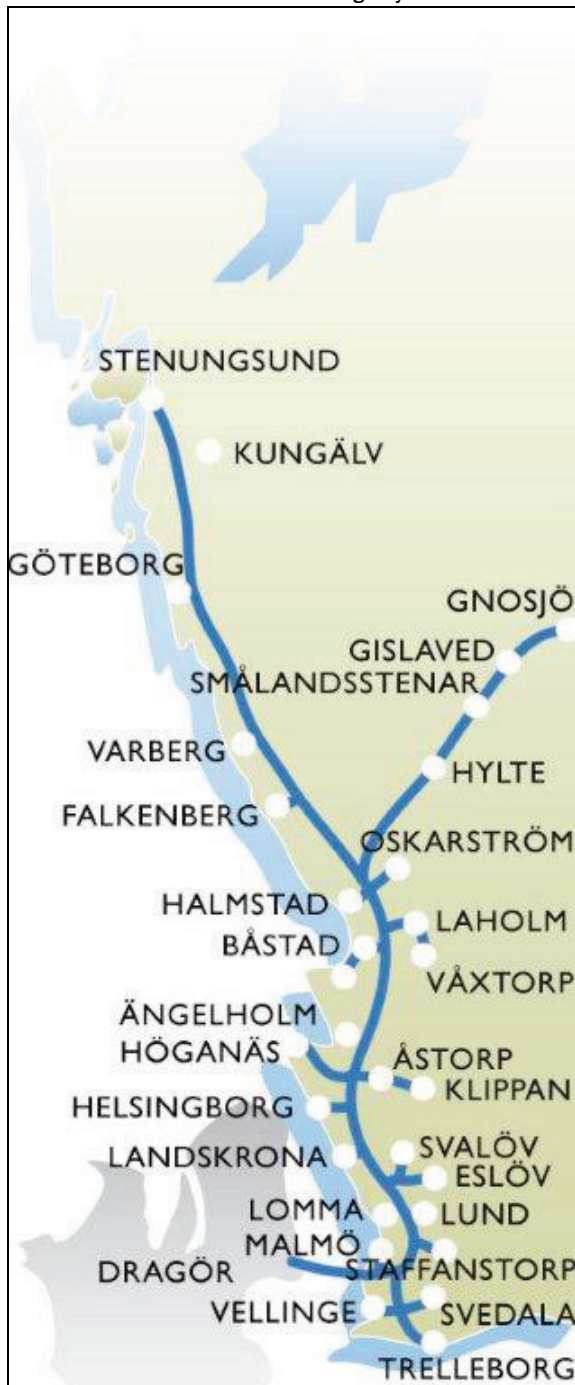 STENUNGSUND
KUNGÄLV
GÖTEBORG
GNOSJÖ
GISLAVED
SMÅLANDSSTENAR
VARBERG
HYLTE
FALKENBERG
OSKARSTRÖM
HALMSTAD
LAHOLM
BÅSTAD
VÅXTORP
ÄNGELHOLM
HÖGANÄS
ÅSTORP
KLIPPAN
HELSINGBORG
SVALÖV
LANDSKRONA
ESLÖV
LOMMA
LUND
MALMÖ
DRAGÖR
STAFFANSTORP
VELLINGE
SVEDALA
TRELLEBORG